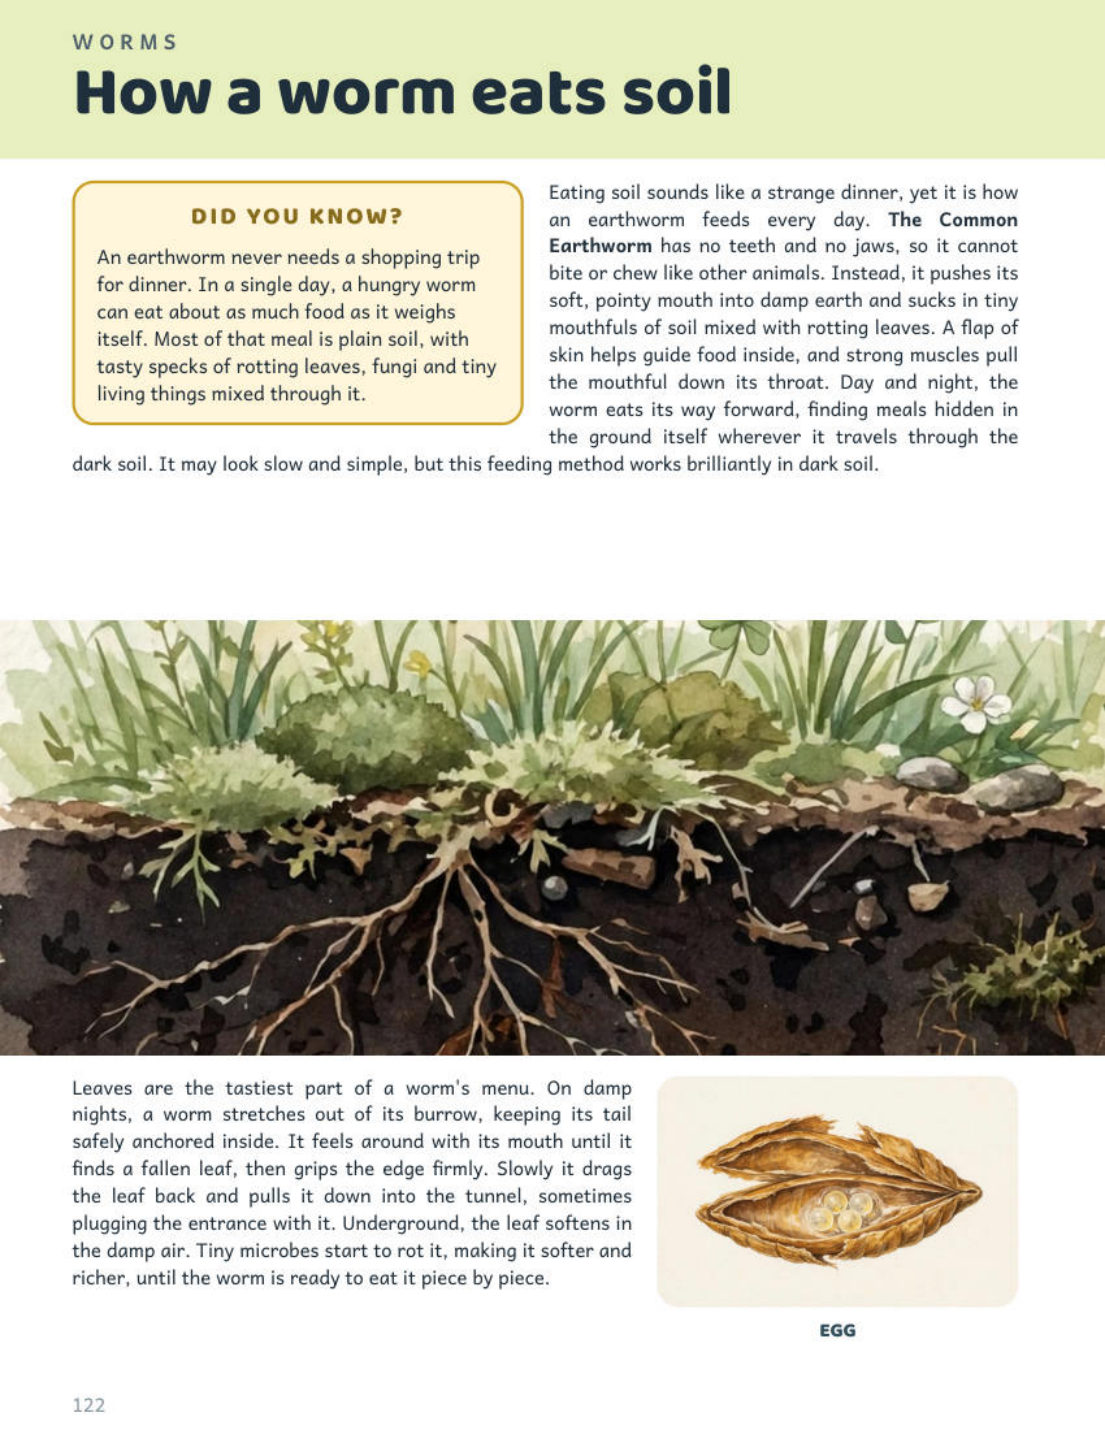 WORMS
How a worm eats soil
DID YOU KNOW?
An earthworm never needs a shopping trip
for dinner. In a single day, a hungry worm
can eat about as much food as it weighs
itself. Most of that meal is plain soil, with
tasty specks of rotting leaves, fungi and tiny
living things mixed through it.
Eating soil sounds like a strange dinner, yet it is how
an earthworm feeds every day. The Common
Earthworm has no teeth and no jaws, so it cannot
bite or chew like other animals. Instead, it pushes its
soft, pointy mouth into damp earth and sucks in tiny
mouthfuls of soil mixed with rotting leaves. A flap of
skin helps guide food inside, and strong muscles pull
the mouthful down its throat. Day and night, the
worm eats its way forward, finding meals hidden in
the ground itself wherever it travels through the
dark soil. It may look slow and simple, but this feeding method works brilliantly in dark soil.
Leaves are the tastiest part of a worm's menu. On damp
nights, a worm stretches out of its burrow, keeping its tail
safely anchored inside. It feels around with its mouth until it
finds a fallen leaf, then grips the edge firmly. Slowly it drags
the leaf back and pulls it down into the tunnel, sometimes
plugging the entrance with it. Underground, the leaf softens in
the damp air. Tiny microbes start to rot it, making it softer and
richer, until the worm is ready to eat it piece by piece.
EGG
122